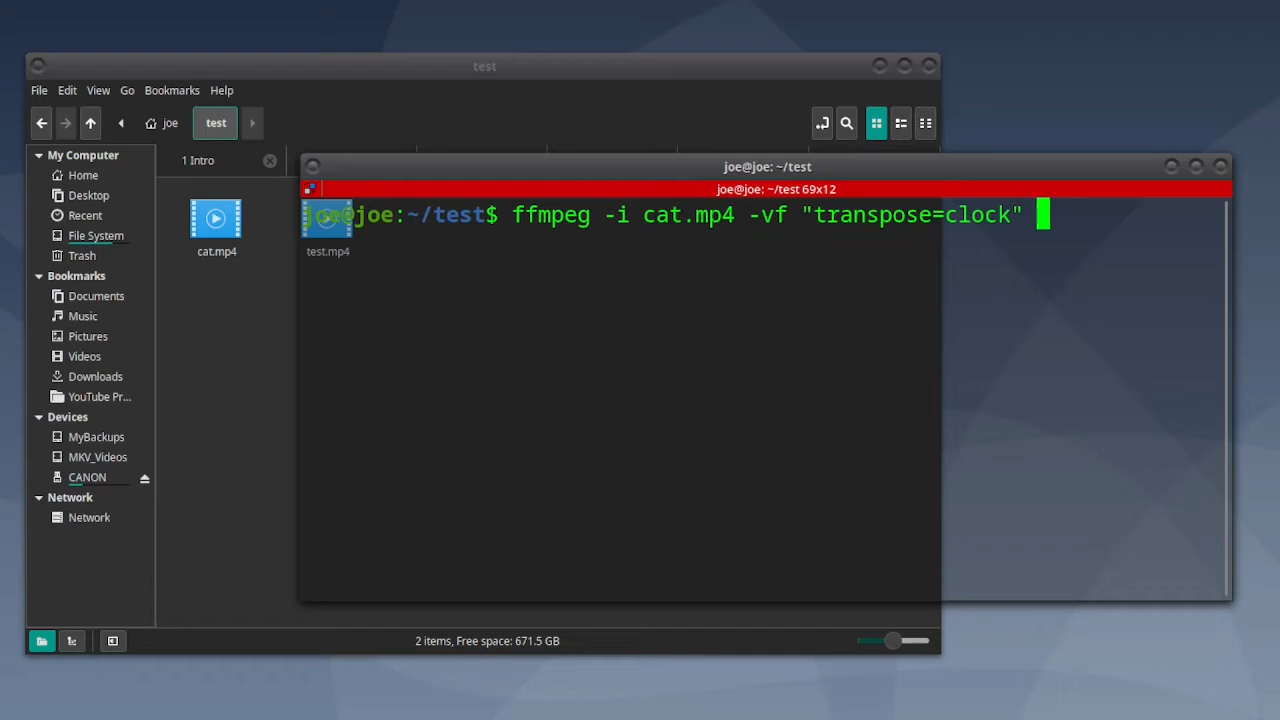 test
File Edit View Go Bookmarks Help
joe test
My Computer
Home
Desktop
Recent
File System
Trash
Bookmarks
Documents
Music
Pictures
Videos
Downloads
YouTube Pr...
Devices
MyBackups
MKV_Videos
CANON
Network
Network
1 Intro
cat.mp4
test.mp4
2 items, Free space: 671.5 GB
joe@joe: ~/test
joe@joe: ~/test 69x12
joe@joe:~/test$ ffmpeg -i cat.mp4 -vf "transpose=clock"